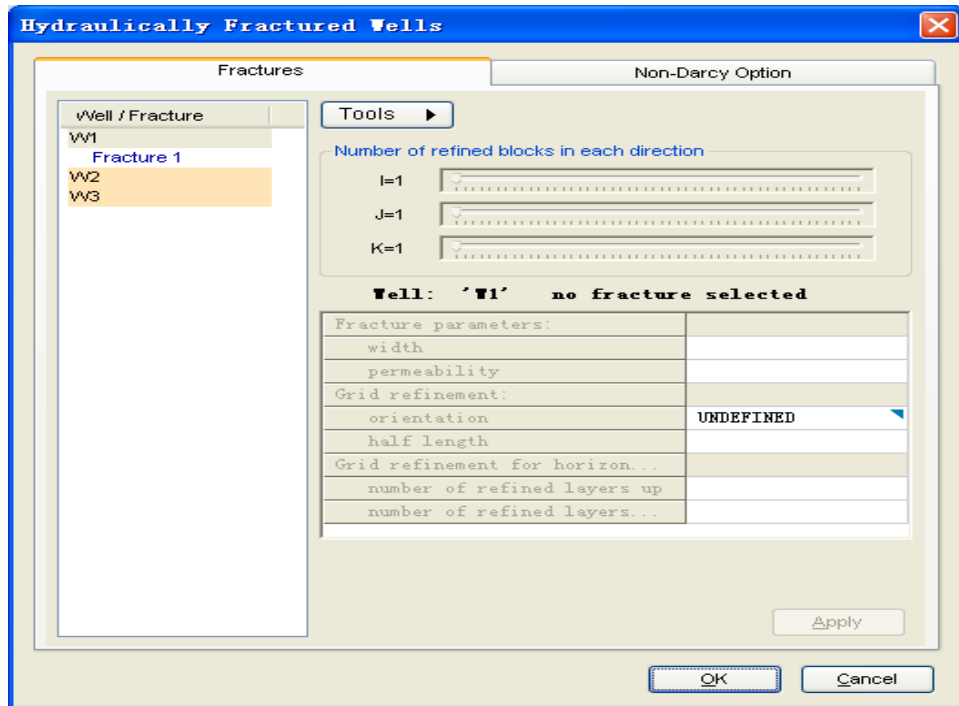 Hydraulically Fractured Wells
Fractures
Non-Darcy Option
Well / Fracture
W1
Fracture 1
W2
W3
Tools
Number of refined blocks in each direction
I=1
J=1
K=1
Well: 'W1' no fracture selected
Fracture parameters:
width
permeability
Grid refinement:
orientation UNDEFINED
half length
Grid refinement for horizon...
number of refined layers up
number of refined layers...
Apply
OK Cancel